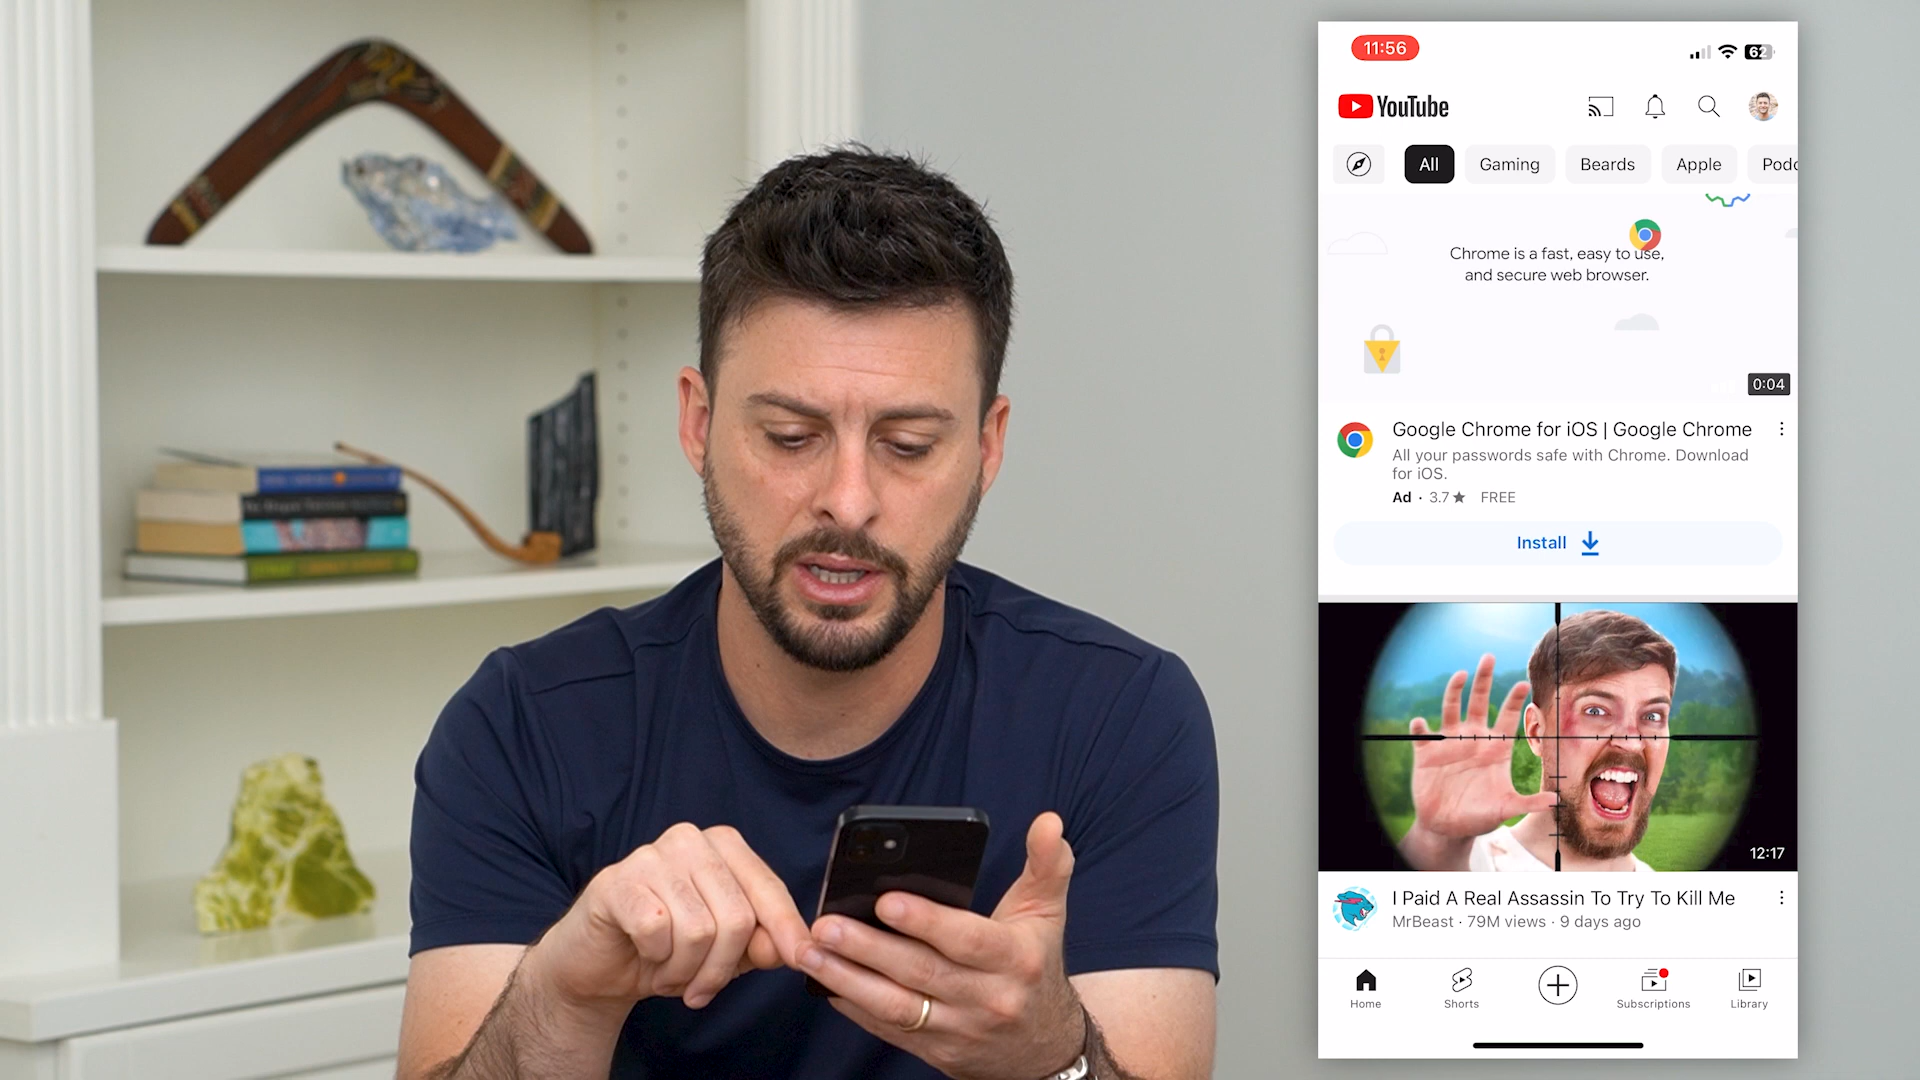 11:56
62
YouTube
All
Gaming
Beards
Apple
Podc
Chrome is a fast, easy to use,
and secure web browser.
0:04
Google Chrome for iOS | Google Chrome
All your passwords safe with Chrome. Download
for iOS.
Ad · 3.7★ FREE
Install
12:17
I Paid A Real Assassin To Try To Kill Me
MrBeast · 79M views · 9 days ago
Home
Shorts
Subscriptions
Library